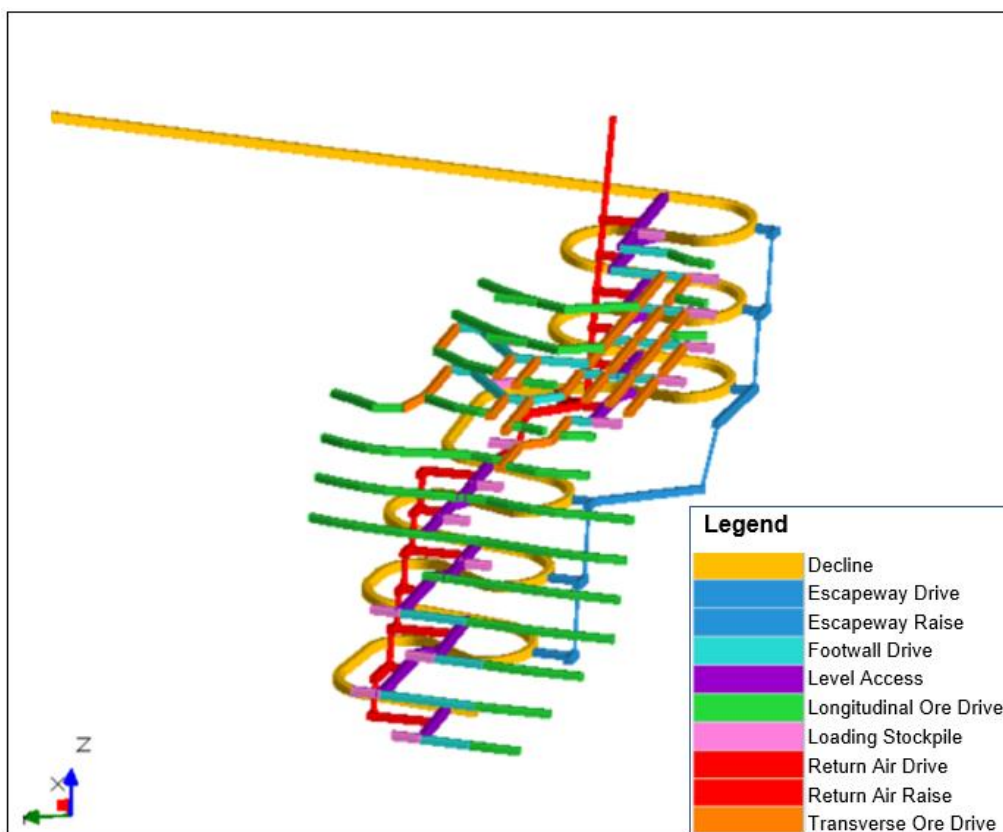 Legend
Decline
Escapeway Drive
Escapeway Raise
Footwall Drive
Level Access
Longitudinal Ore Drive
Loading Stockpile
Return Air Drive
Return Air Raise
Transverse Ore Drive
Z
X